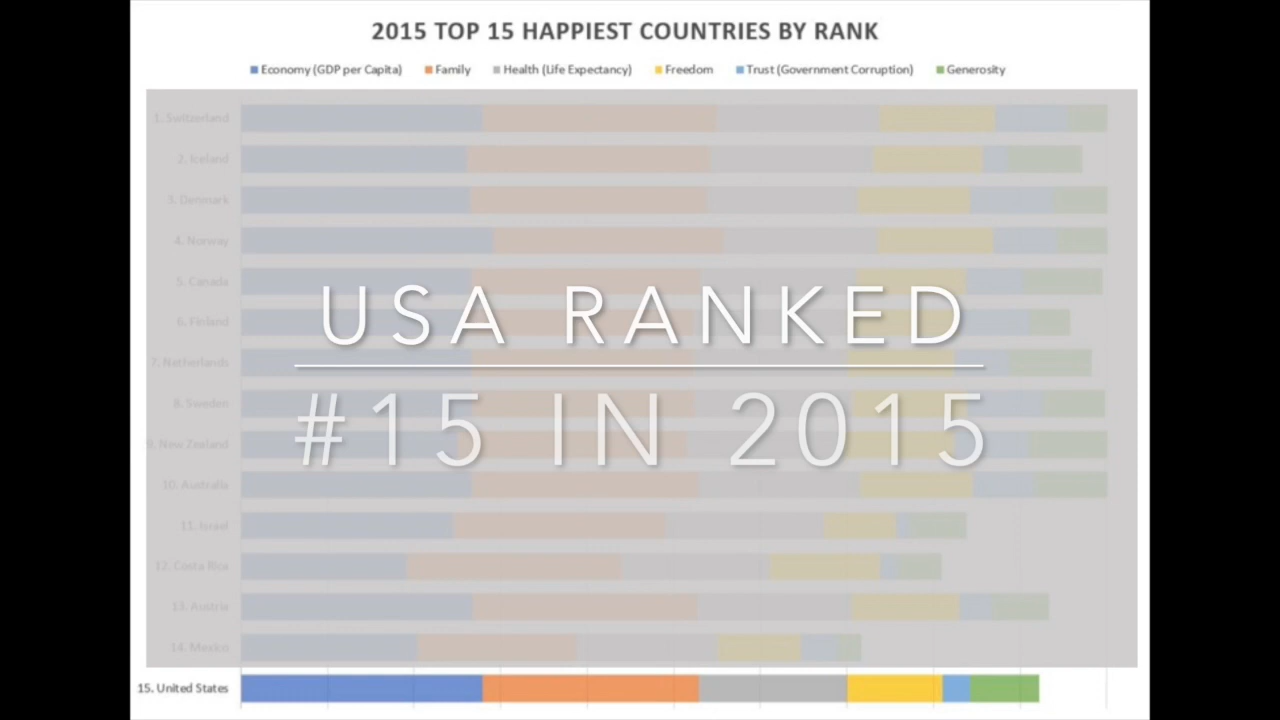 2015 TOP 15 HAPPIEST COUNTRIES BY RANK
Economy (GDP per Capita) Family Health (Life Expectancy) Freedom Trust (Government Corruption) Generosity
1. Switzerland
2. Iceland
3. Denmark
4. Norway
5. Canada
USA RANKED
6. Finland
7. Netherlands
#15 IN 2015
8. Sweden
9. New Zealand
10. Australia
11. Israel
12. Costa Rica
13. Austria
14. Mexico
15. United States